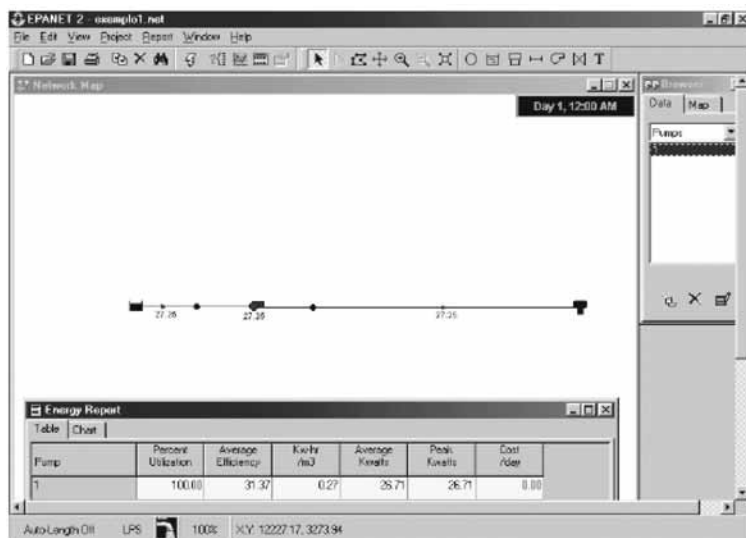 EPANET 2 - exemplo1.net
File Edit View Project Report Window Help
T
Network Map
Day 1, 12:00 AM
Browser
Data Map
Pumps
1
27.26 27.26 27.26
Energy Report
Table Chart
Pump Percent Utilization Average Efficiency Kw-hr /m3 Average Kwatts Peak Kwatts Cost /day
1 100.00 31.37 0.27 26.71 26.71 0.00
Auto-Length Off LPS 100% X,Y: 12227.17, 3273.94